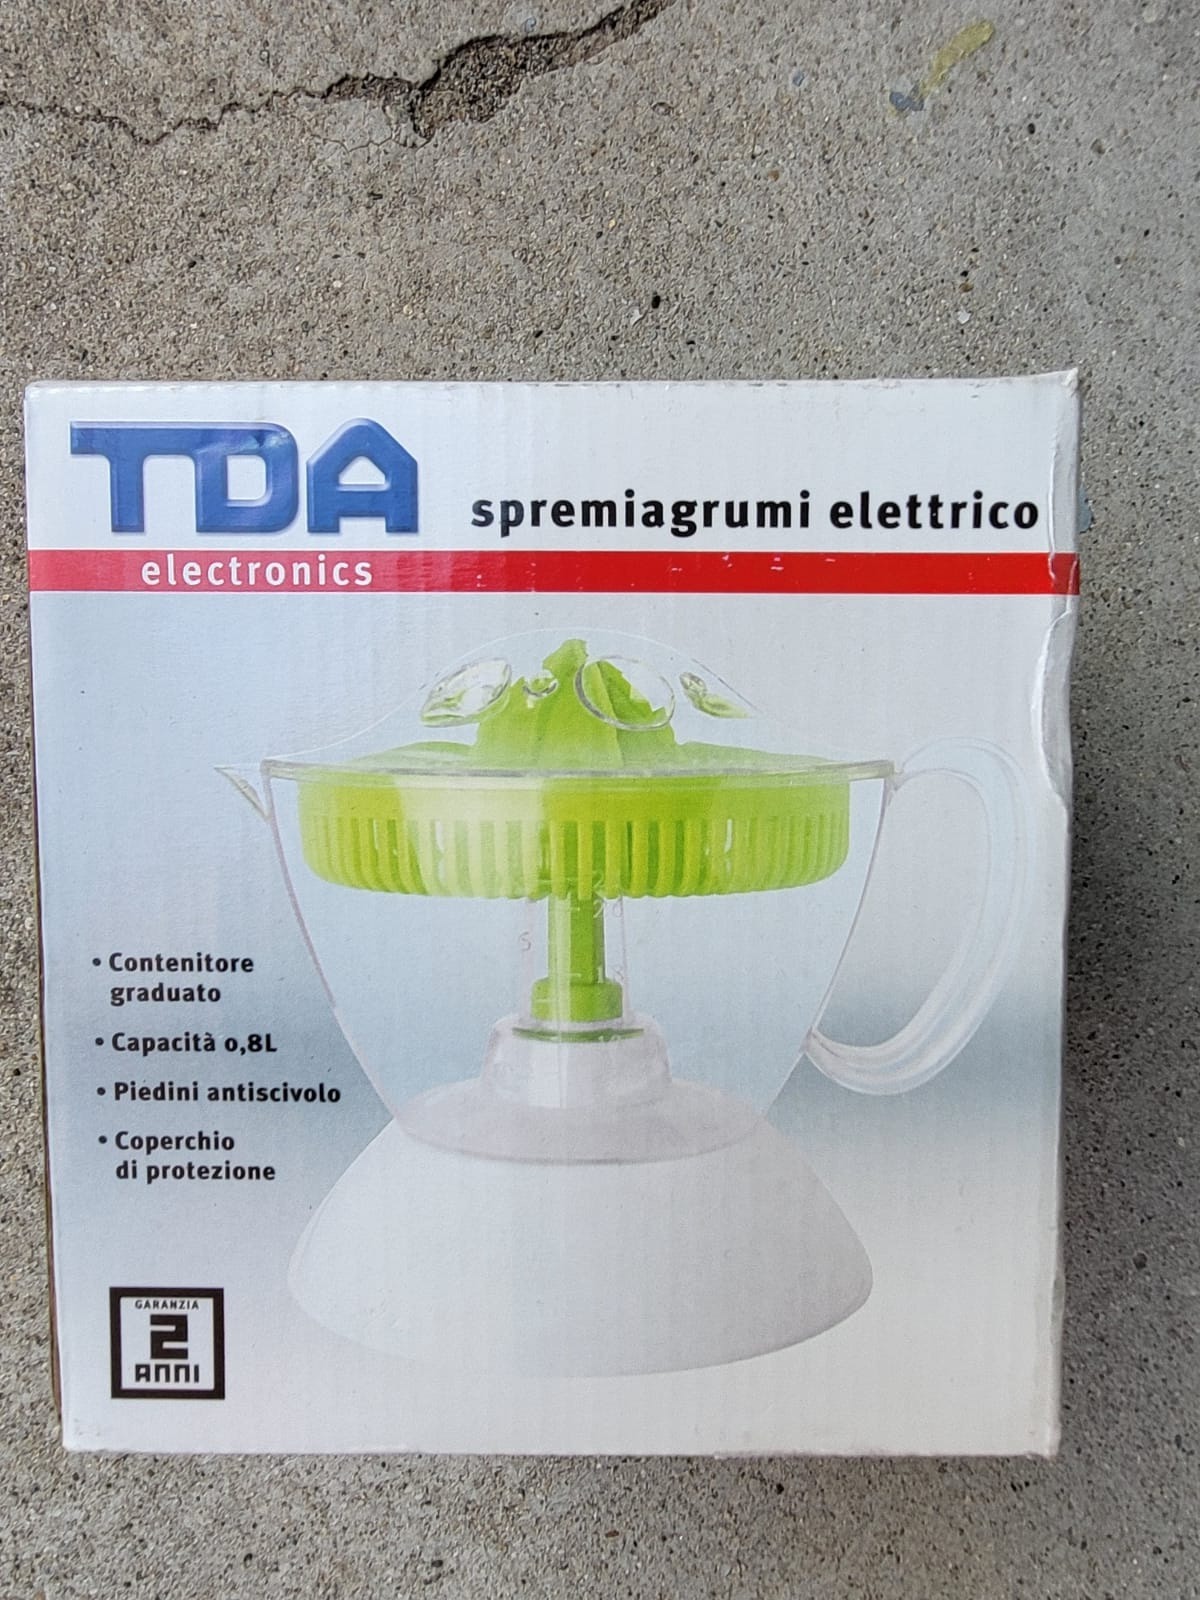 TDA
spremiagrumi elettrico
electronics
• Contenitore
graduato
• Capacità 0,8L
• Piedini antiscivolo
• Coperchio
di protezione
GARANZIA
2
ANNI